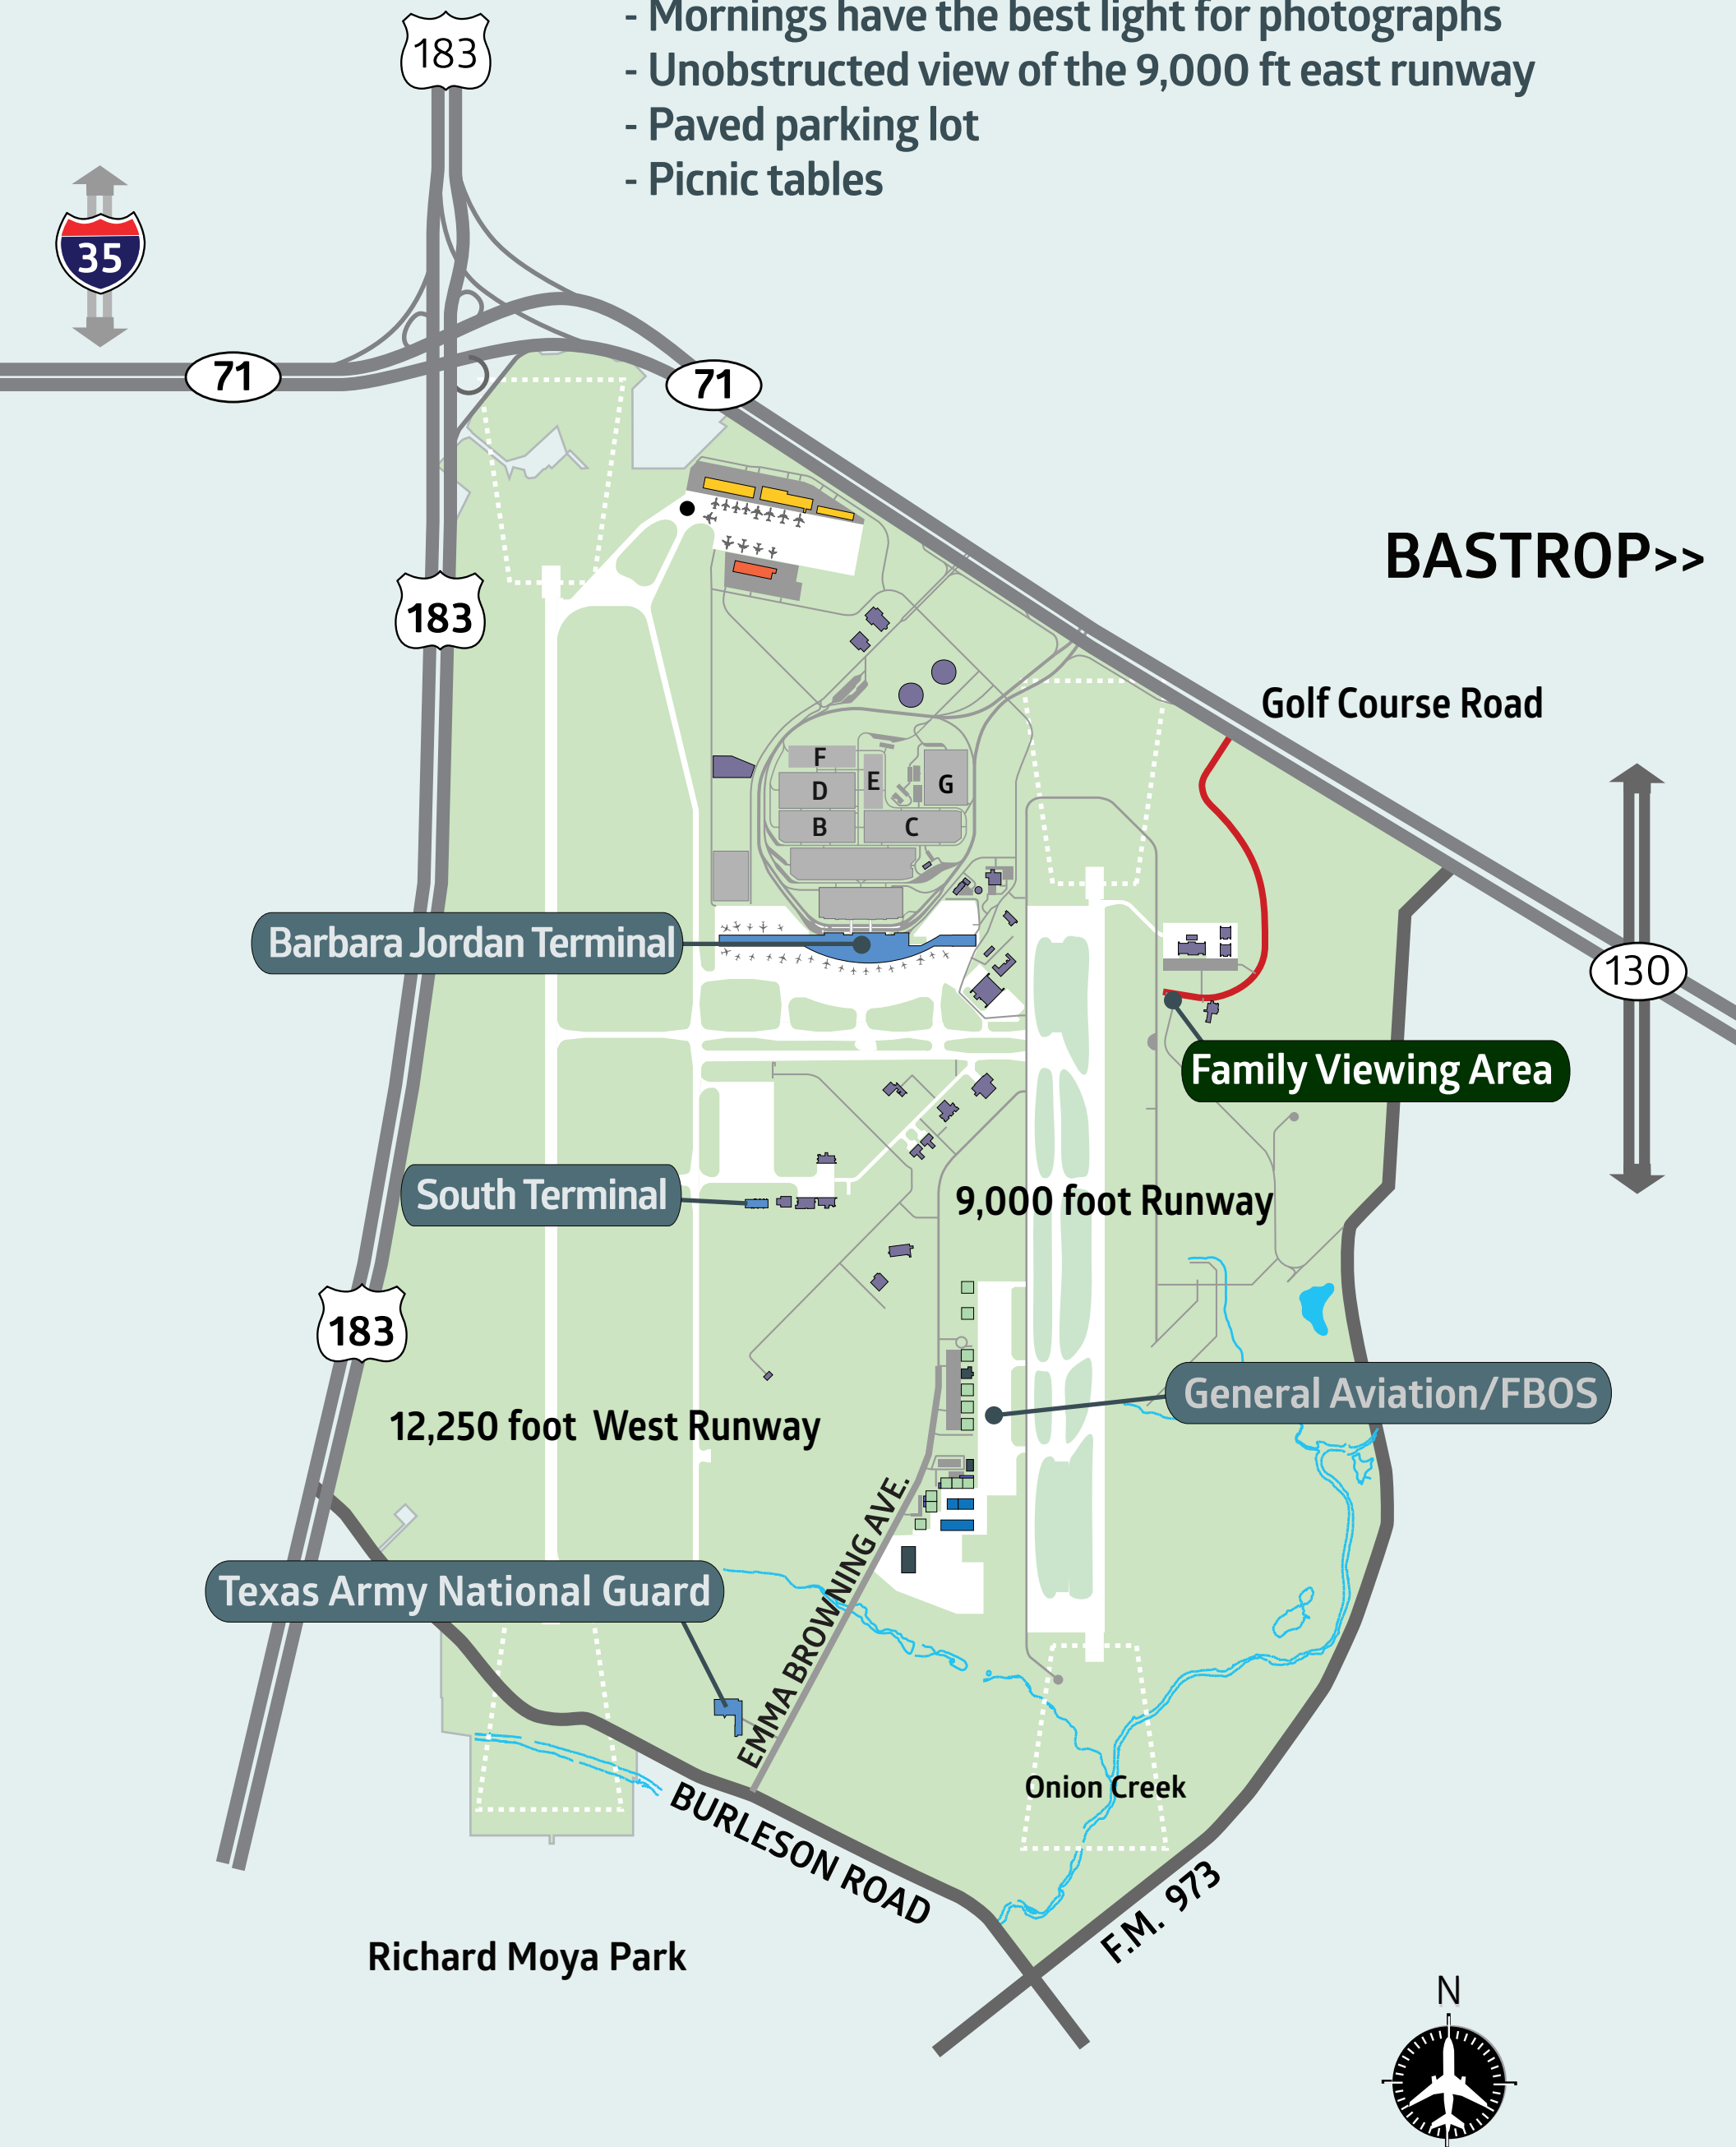 - Mornings have the best light for photographs
- Unobstructed view of the 9,000 ft east runway
- Paved parking lot
- Picnic tables
183
35
71
71
BASTROP>>
183
Golf Course Road
F
E
D
G
B
C
Barbara Jordan Terminal
130
Family Viewing Area
South Terminal
9,000 foot Runway
183
General Aviation/FBOS
12,250 foot  West Runway
EMMA BROWNING AVE.
Texas Army National Guard
Onion Creek
BURLESON ROAD
F.M. 973
Richard Moya Park
N